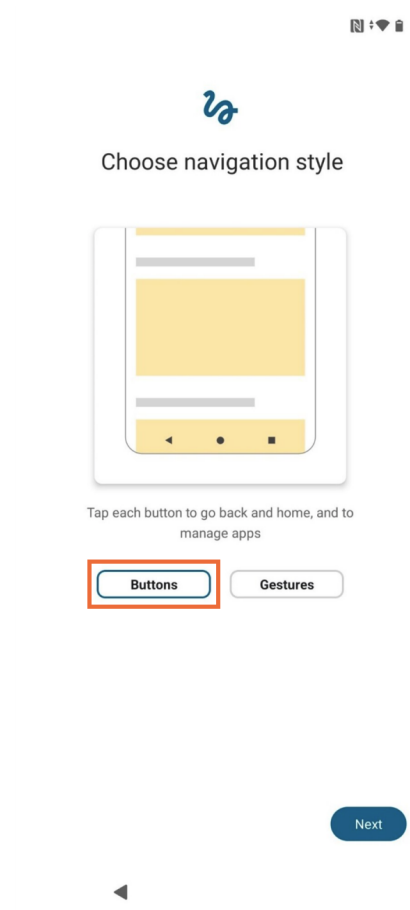 Choose navigation style
Tap each button to go back and home, and to
manage apps
Buttons
Gestures
Next